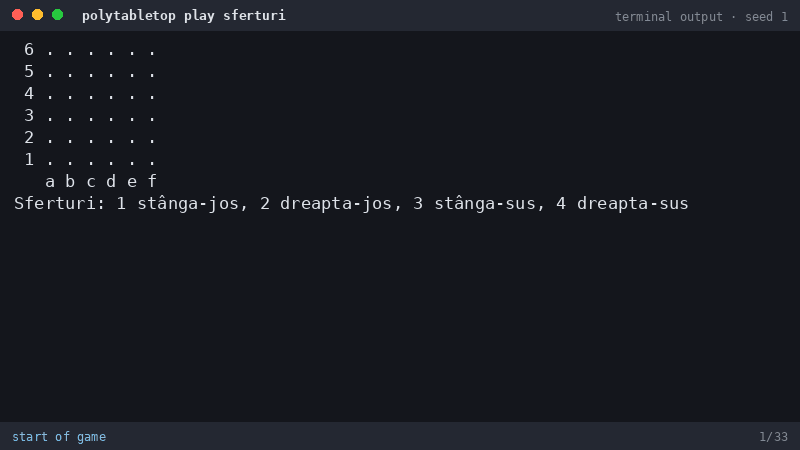 polytabletop play sferturi
terminal output · seed 1
6 . . . . . .
5 . . . . . .
4 . . . . . .
3 . . . . . .
2 . . . . . .
1 . . . . . .
a b c d e f
Sferturi: 1 stânga-jos, 2 dreapta-jos, 3 stânga-sus, 4 dreapta-sus
start of game
1/33